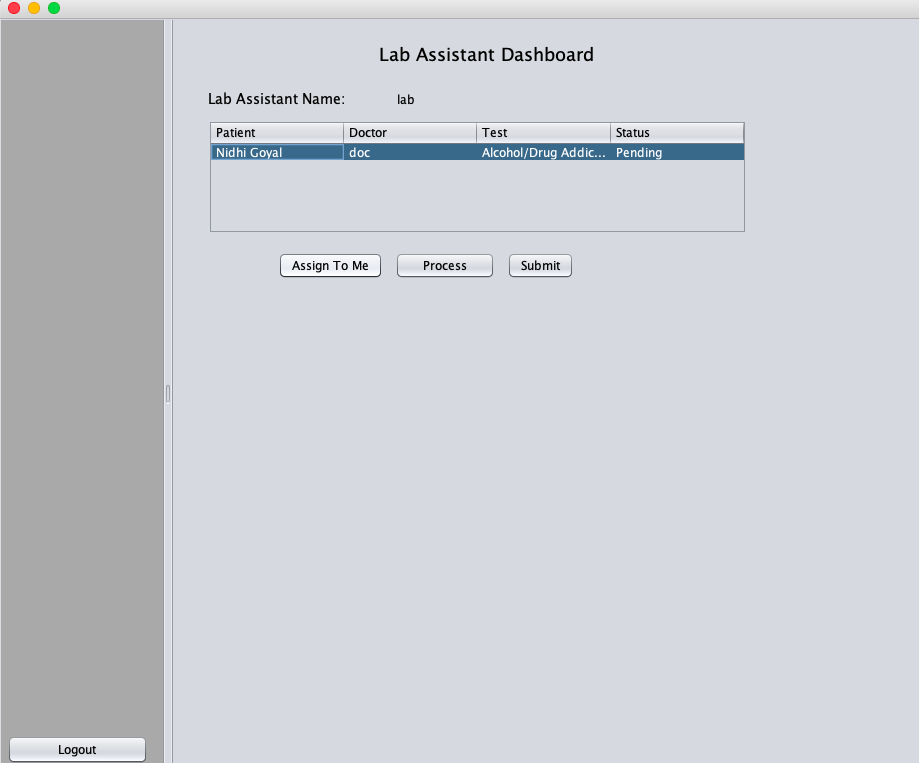 Lab Assistant Dashboard
Lab Assistant Name: lab
Patient Doctor Test Status
Nidhi Goyal doc Alcohol/Drug Addic... Pending
Assign To Me Process Submit
Logout